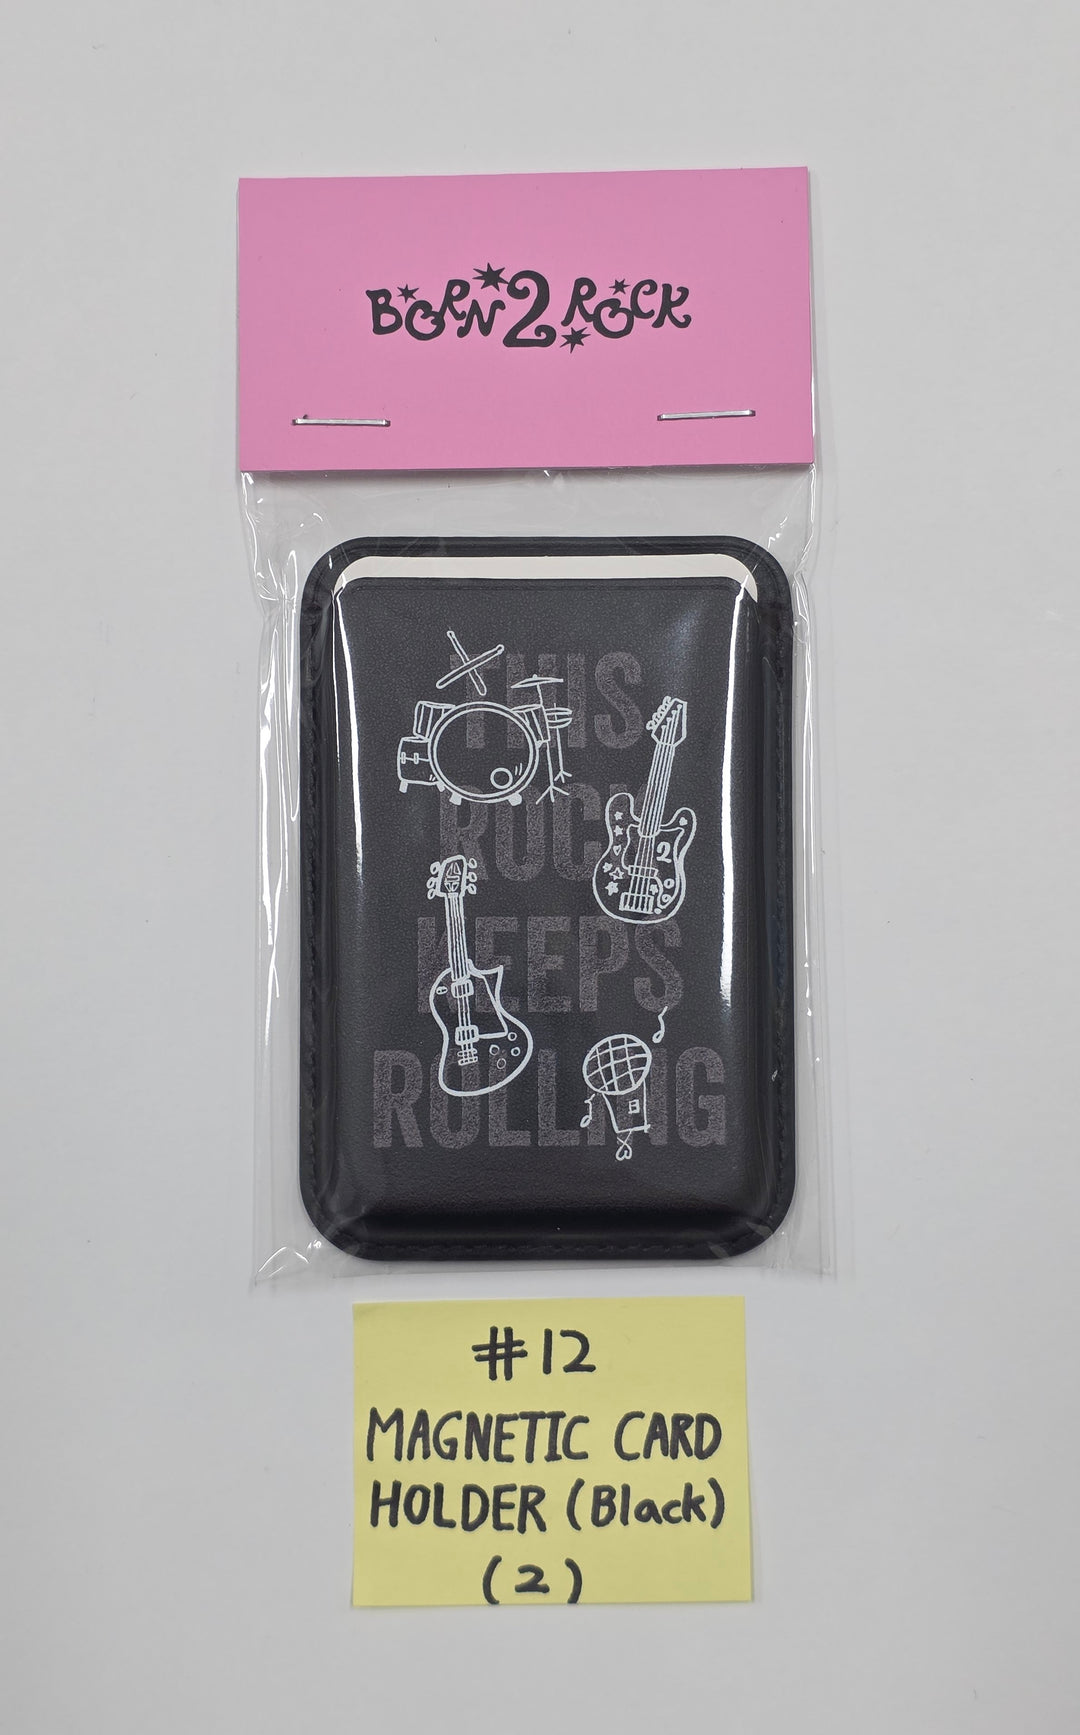 BORN2ROCK
THIS
ROCK
KEEPS
2
ROLLING
#12
MAGNETIC CARD
HOLDER (Black)
(2)